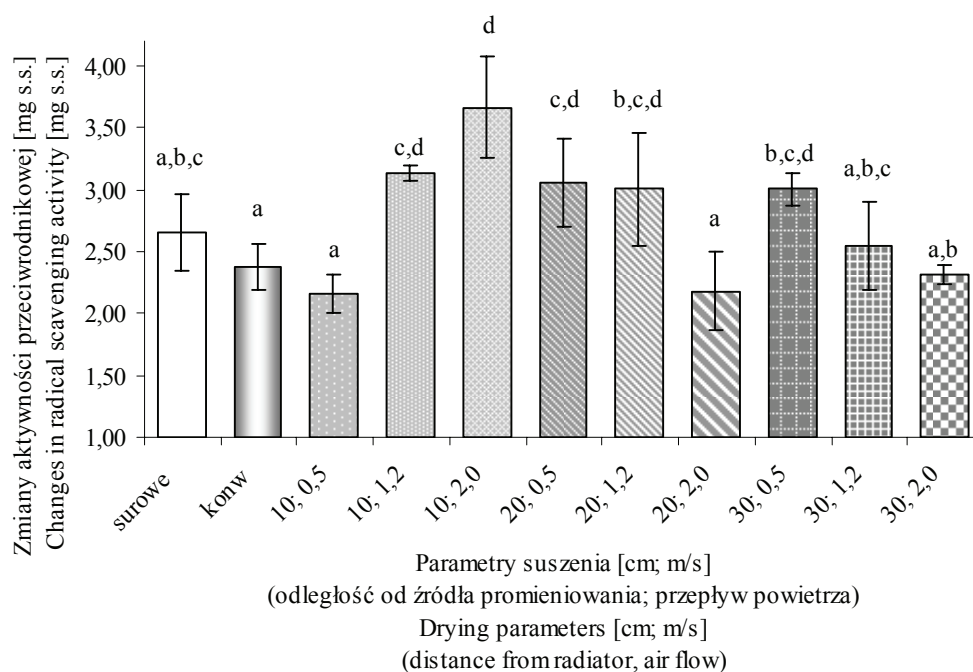 Zmiany aktywności przeciwrodnikowej [mg s.s.]
Changes in radical scavenging activity [mg s.s.]
4,00
3,50
3,00
2,50
2,00
1,50
1,00
a,b,c
a
a
c,d
d
c,d
b,c,d
a
b,c,d
a,b,c
a,b
surowe
konw
10; 0,5
10; 1,2
10; 2,0
20; 0,5
20; 1,2
20; 2,0
30; 0,5
30; 1,2
30; 2,0
Parametry suszenia [cm; m/s]
(odległość od źródła promieniowania; przepływ powietrza)
Drying parameters [cm; m/s]
(distance from radiator, air flow)